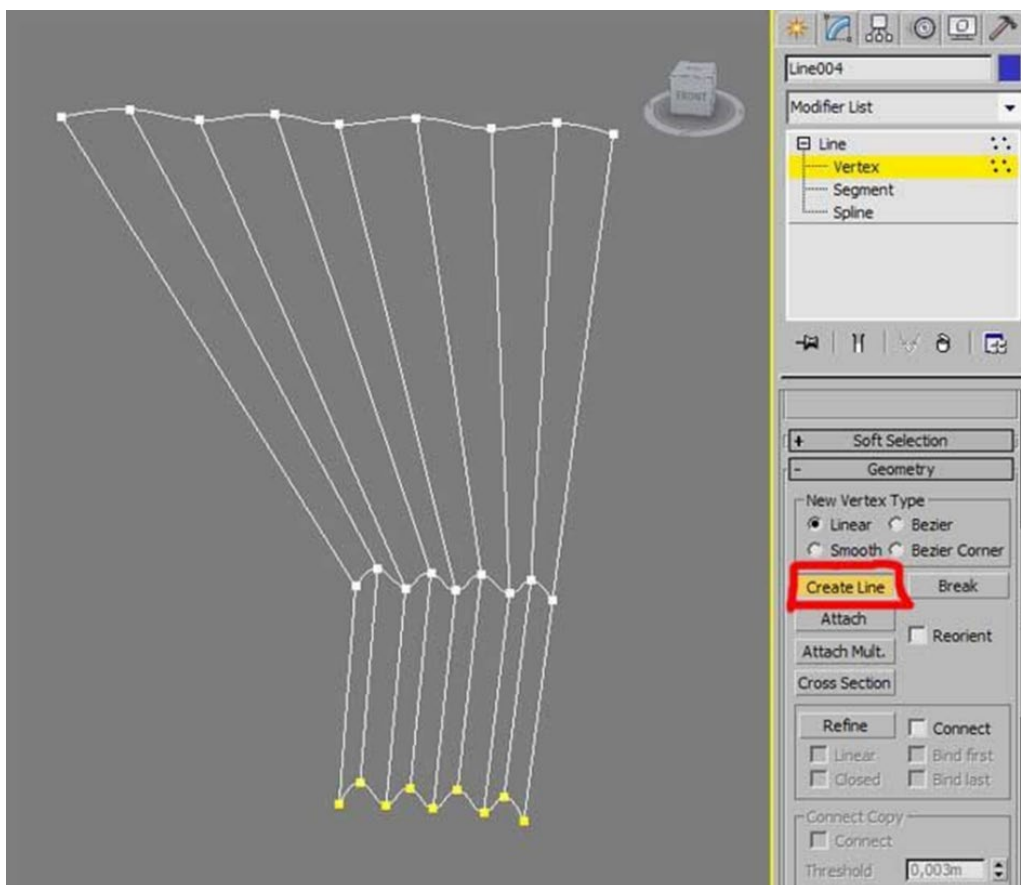 Line004
FRONT
Modifier List
Line
Vertex
Segment
Spline
+ Soft Selection
- Geometry
New Vertex Type
Linear Bezier
Smooth Bezier Corner
Create Line Break
Attach
Reorient
Attach Mult.
Cross Section
Refine Connect
Linear Bind first
Closed Bind last
Connect Copy
Connect
Threshold 0,003m